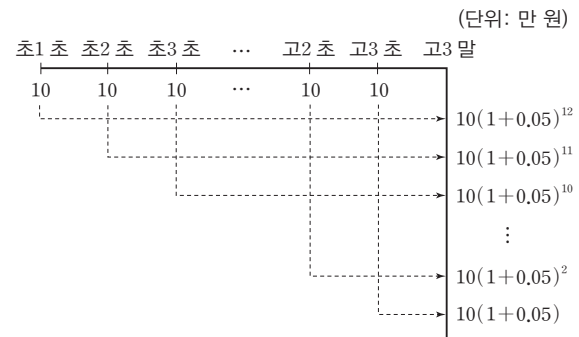 (단위: 만 원)
초1 초 초2 초 초3 초 … 고2 초 고3 초 고3 말
10 10 10 … 10 10
10(1+0.05)¹²
10(1+0.05)¹¹
10(1+0.05)¹⁰
⋮
10(1+0.05)²
10(1+0.05)